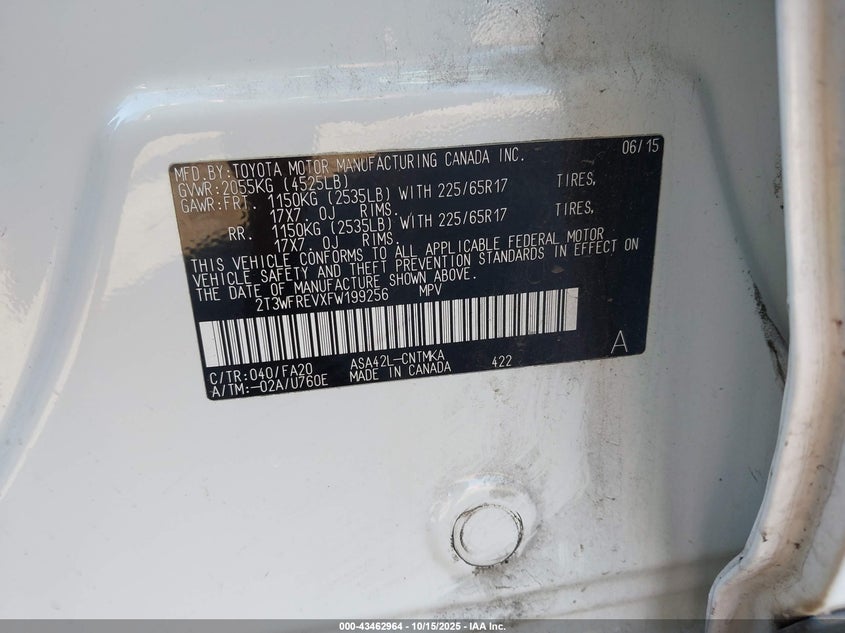 MFD.BY:TOYOTA MOTOR MANUFACTURING CANADA INC. 06/15
GVWR:2055KG (4525LB)
GAWR:FRT. 1150KG (2535LB) WITH 225/65R17 TIRES,
17X7. 0J RIMS.
RR. 1150KG (2535LB) WITH 225/65R17 TIRES,
17X7. 0J RIMS.
THIS VEHICLE CONFORMS TO ALL APPLICABLE FEDERAL MOTOR
VEHICLE SAFETY AND THEFT PREVENTION STANDARDS IN EFFECT ON
THE DATE OF MANUFACTURE SHOWN ABOVE.
2T3WFREVXFW199256 MPV
C/TR:040/FA20 ASA42L-CNTMKA 422 A
A/TM:-02A/U760E MADE IN CANADA
000-43462964 - 10/15/2025 - IAA Inc.